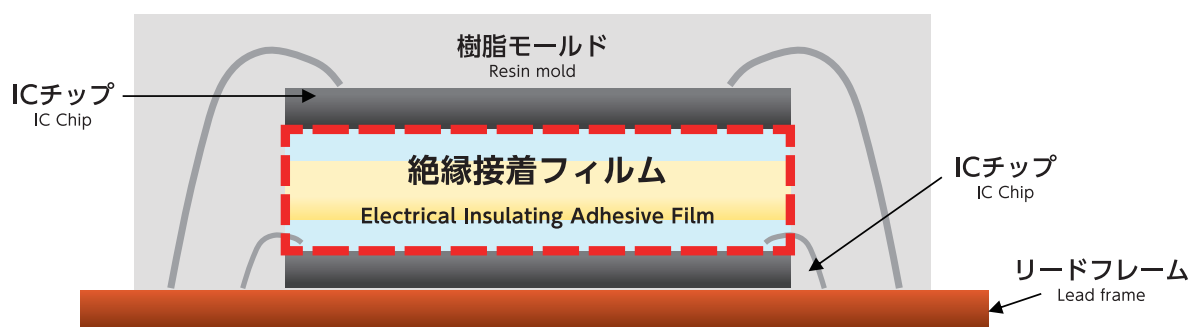 樹脂モールド
Resin mold
ICチップ
IC Chip
絶縁接着フィルム
Electrical Insulating Adhesive Film
ICチップ
IC Chip
リードフレーム
Lead frame